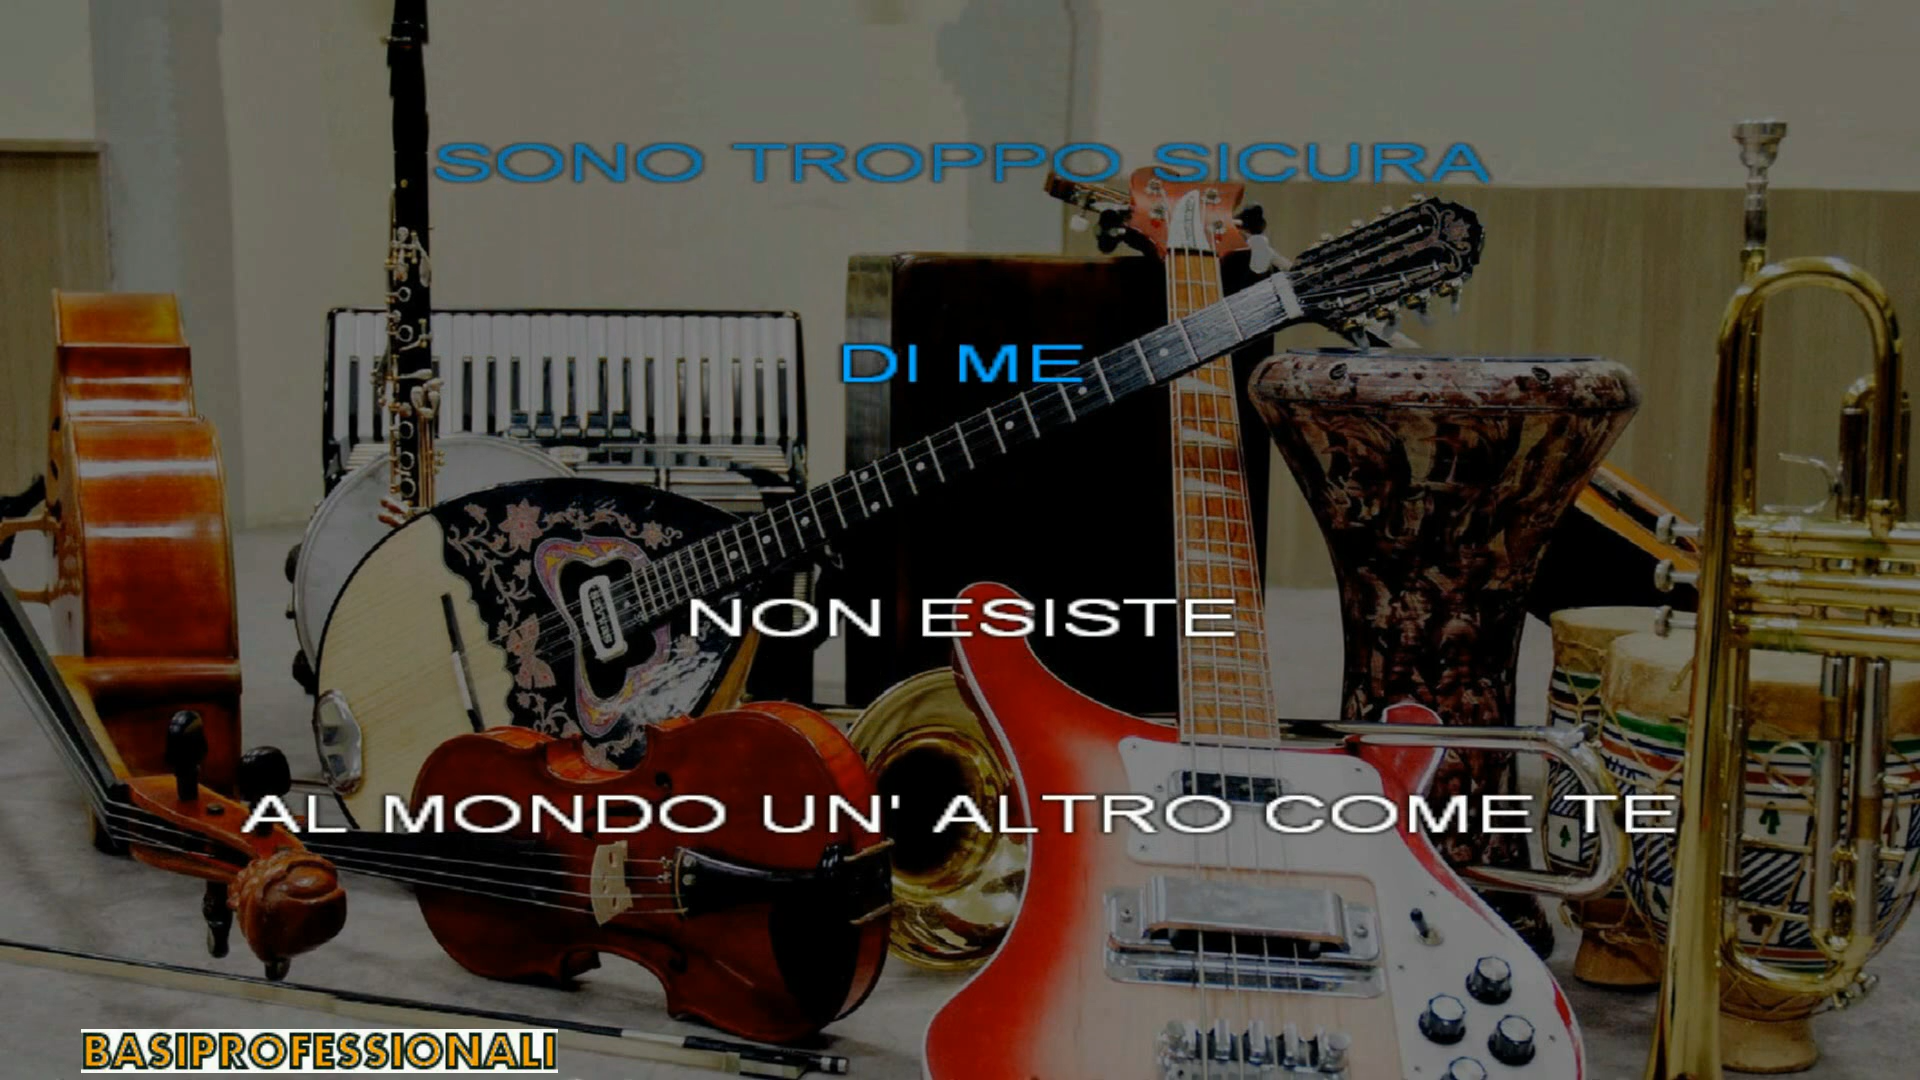 SONO TROPPO SICURA
DI ME
NON ESISTE
AL MONDO UN' ALTRO COME TE
BASIPROFESSIONALI